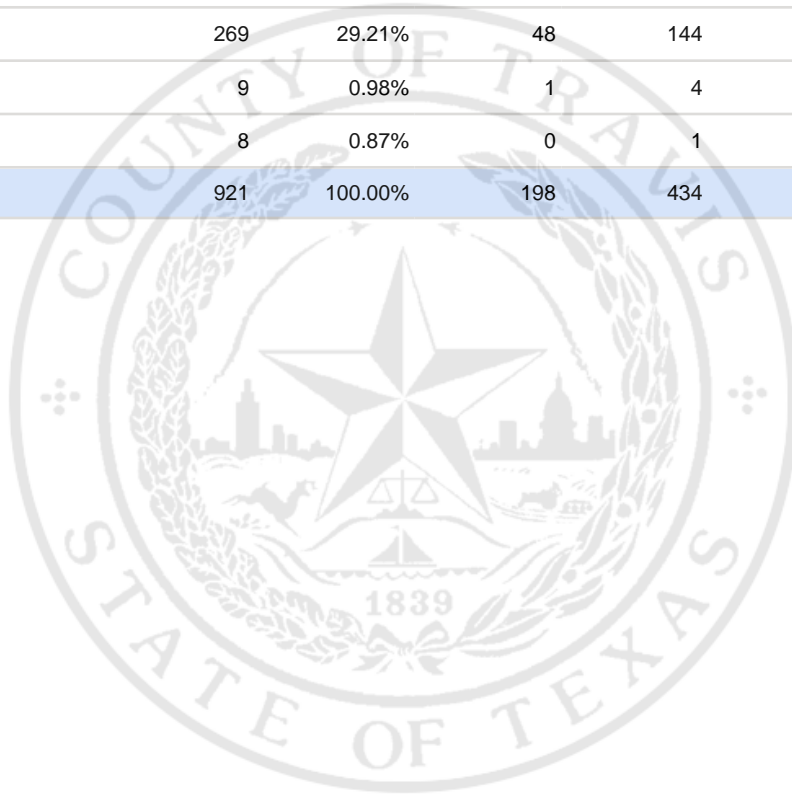 269 29.21% 48 144
9 0.98% 1 4
8 0.87% 0 1
921 100.00% 198 434
COUNTY OF TRAVIS
1839
STATE OF TEXAS